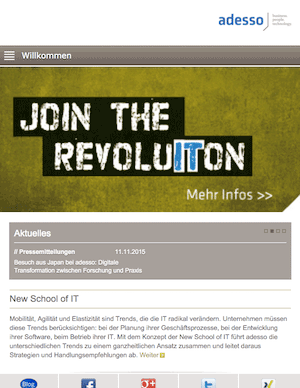 adesso
business.
people.
technology.
Willkommen
JOIN THE
REVOLUITON
Mehr Infos >>
Aktuelles
// Pressemitteilungen 11.11.2015
Besuch aus Japan bei adesso: Digitale
Transformation zwischen Forschung und Praxis
New School of IT
Mobilität, Agilität und Elastizität sind Trends, die die IT radikal verändern. Unternehmen müssen
diese Trends berücksichtigen: bei der Planung ihrer Geschäftsprozesse, bei der Entwicklung
ihrer Software, beim Betrieb ihrer IT. Mit dem Konzept der New School of IT führt adesso die
unterschiedlichen Trends zu einem ganzheitlichen Ansatz zusammen und leitet daraus
Strategien und Handlungsempfehlungen ab. Weiter
Blog